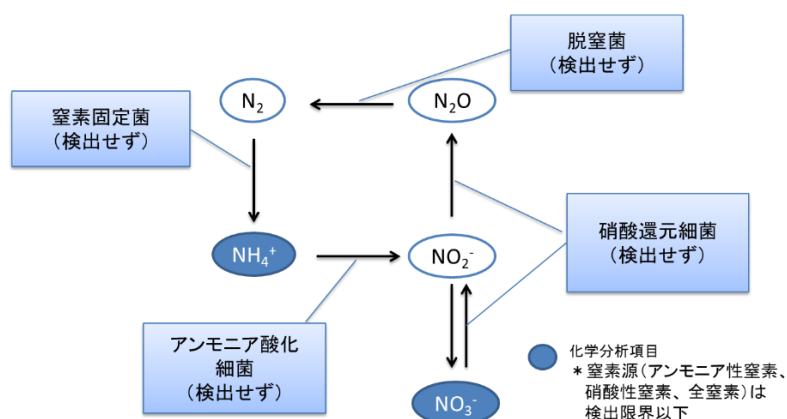 脱窒菌
（検出せず）
N₂
N₂O
窒素固定菌
（検出せず）
硝酸還元細菌
（検出せず）
NH₄⁺
NO₂⁻
アンモニア酸化
細菌
（検出せず）
NO₃⁻
化学分析項目
＊窒素源（アンモニア性窒素、
硝酸性窒素、全窒素）は
検出限界以下